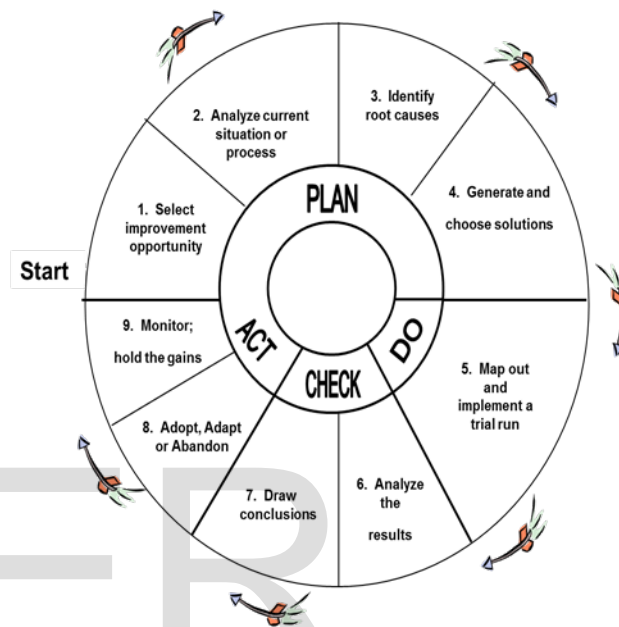 Start
PLAN
DO
CHECK
ACT
1. Select
improvement
opportunity
2. Analyze current
situation or
process
3. Identify
root causes
4. Generate and
choose solutions
5. Map out
and
implement a
trial run
6. Analyze
the
results
7. Draw
conclusions
8. Adopt, Adapt
or Abandon
9. Monitor;
hold the gains